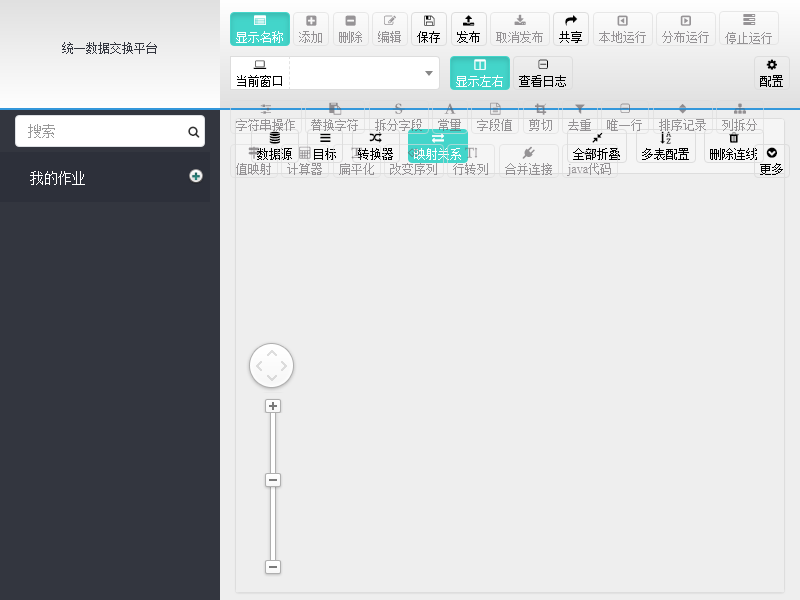 统一数据交换平台
显示名称 添加 删除 编辑 保存 发布 取消发布 共享 本地运行 分布运行 停止运行
当前窗口 显示左右 查看日志 配置
字符串操作 替换字符 拆分字段 常量 字段值 剪切 去重 唯一行 排序记录 列拆分
搜索
数据源 目标 转换器 映射关系 全部折叠 多表配置 删除连线 更多
值映射 计算器 扁平化 改变序列 行转列 合并连接 java代码
我的作业